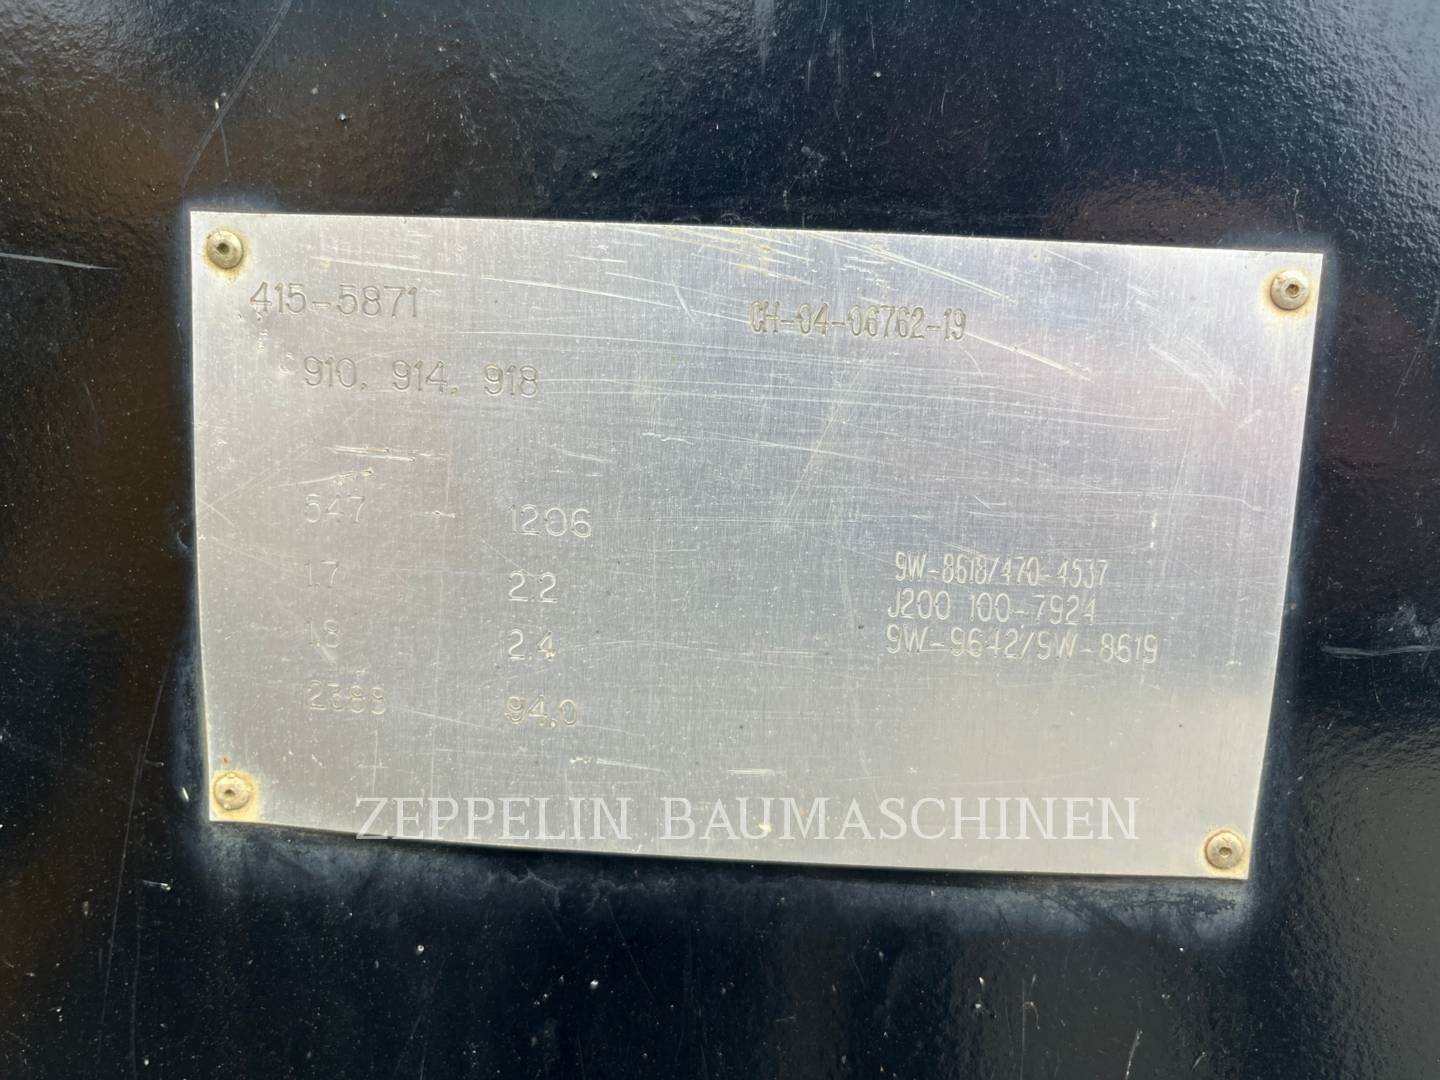 415-5871 CH-04-06762-19
910, 914, 918
547 1206
1.7 2.2 9W-8618/470-4537
1.8 2.4 J200 100-7924
9W-9642/9W-8619
2388 94.0
ZEPPELIN BAUMASCHINEN